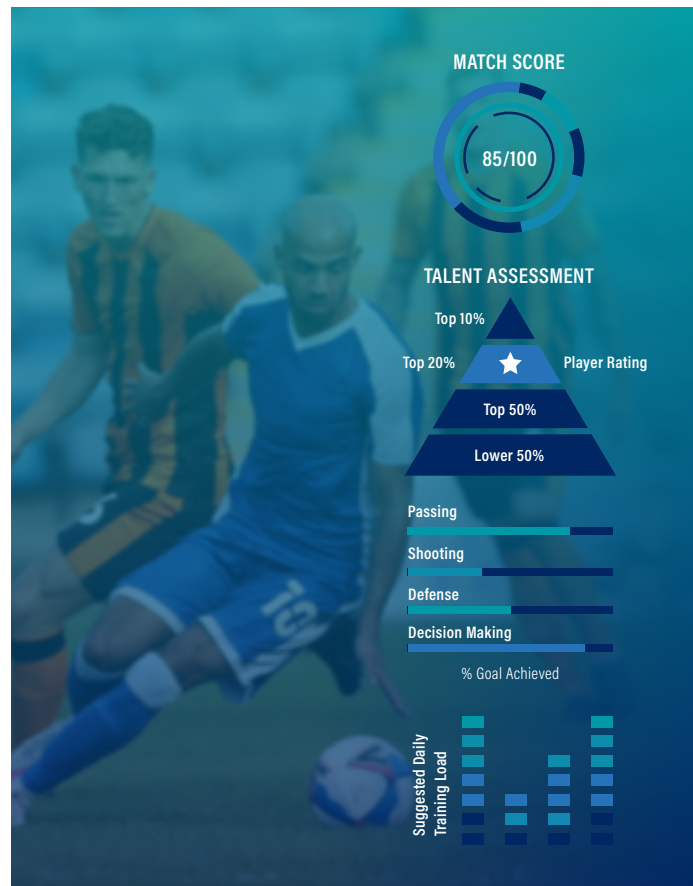 MATCH SCORE
85/100
TALENT ASSESSMENT
Top 10%
Top 20%
Player Rating
Top 50%
Lower 50%
Passing
Shooting
Defense
Decision Making
% Goal Achieved
Suggested Daily
Training Load
10